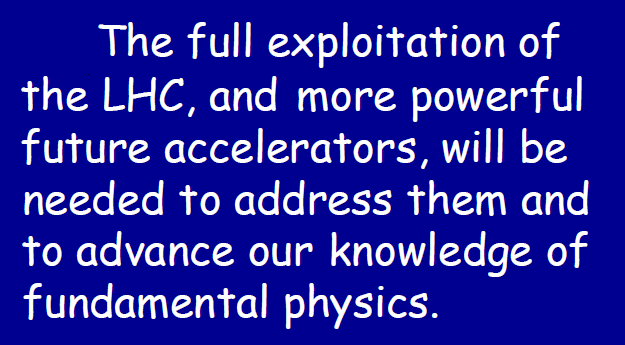 The full exploitation of
the LHC, and more powerful
future accelerators, will be
needed to address them and
to advance our knowledge of
fundamental physics.